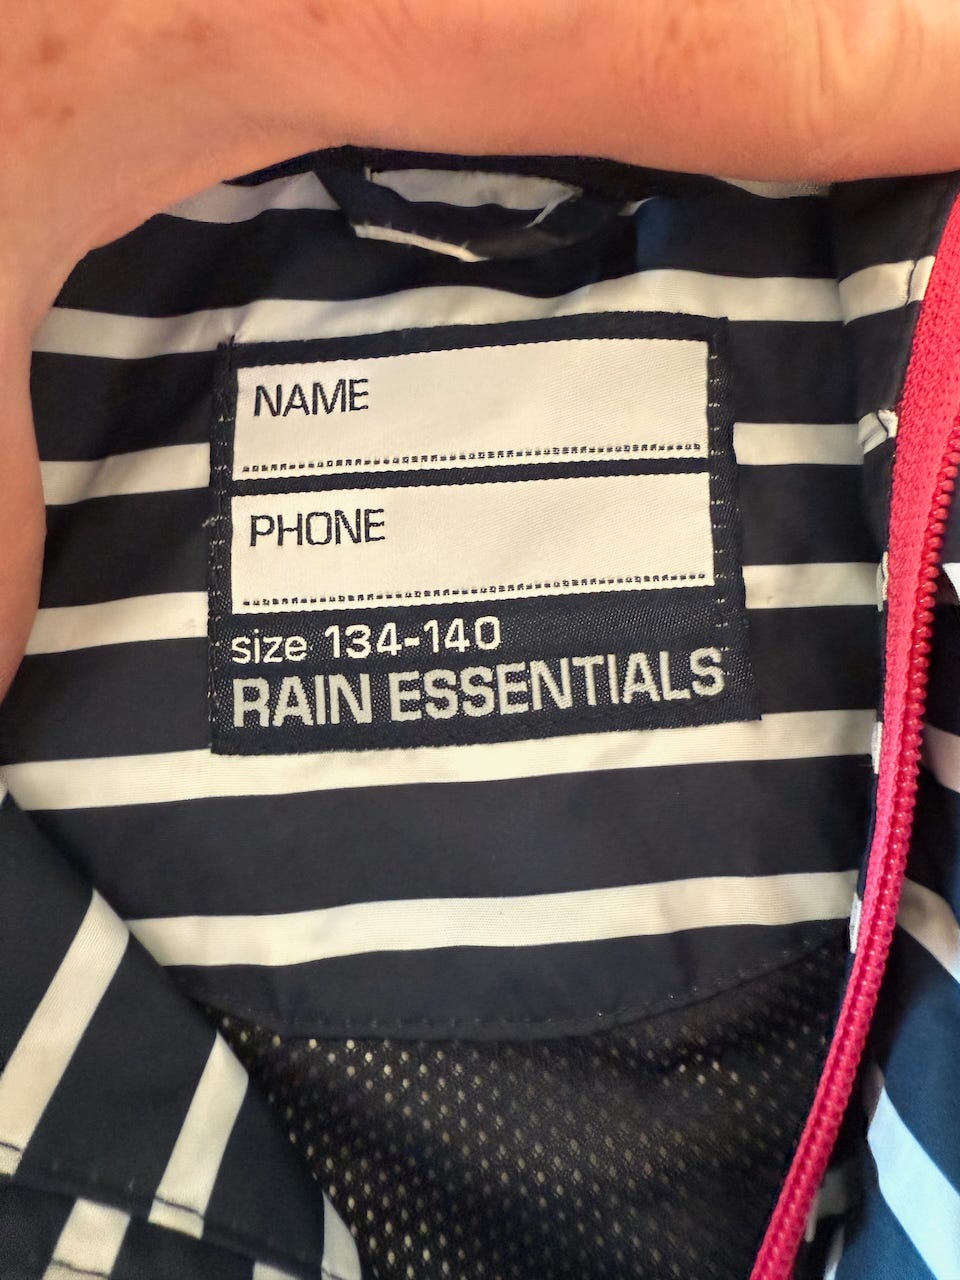 NAME
PHONE
size 134-140
RAIN ESSENTIALS